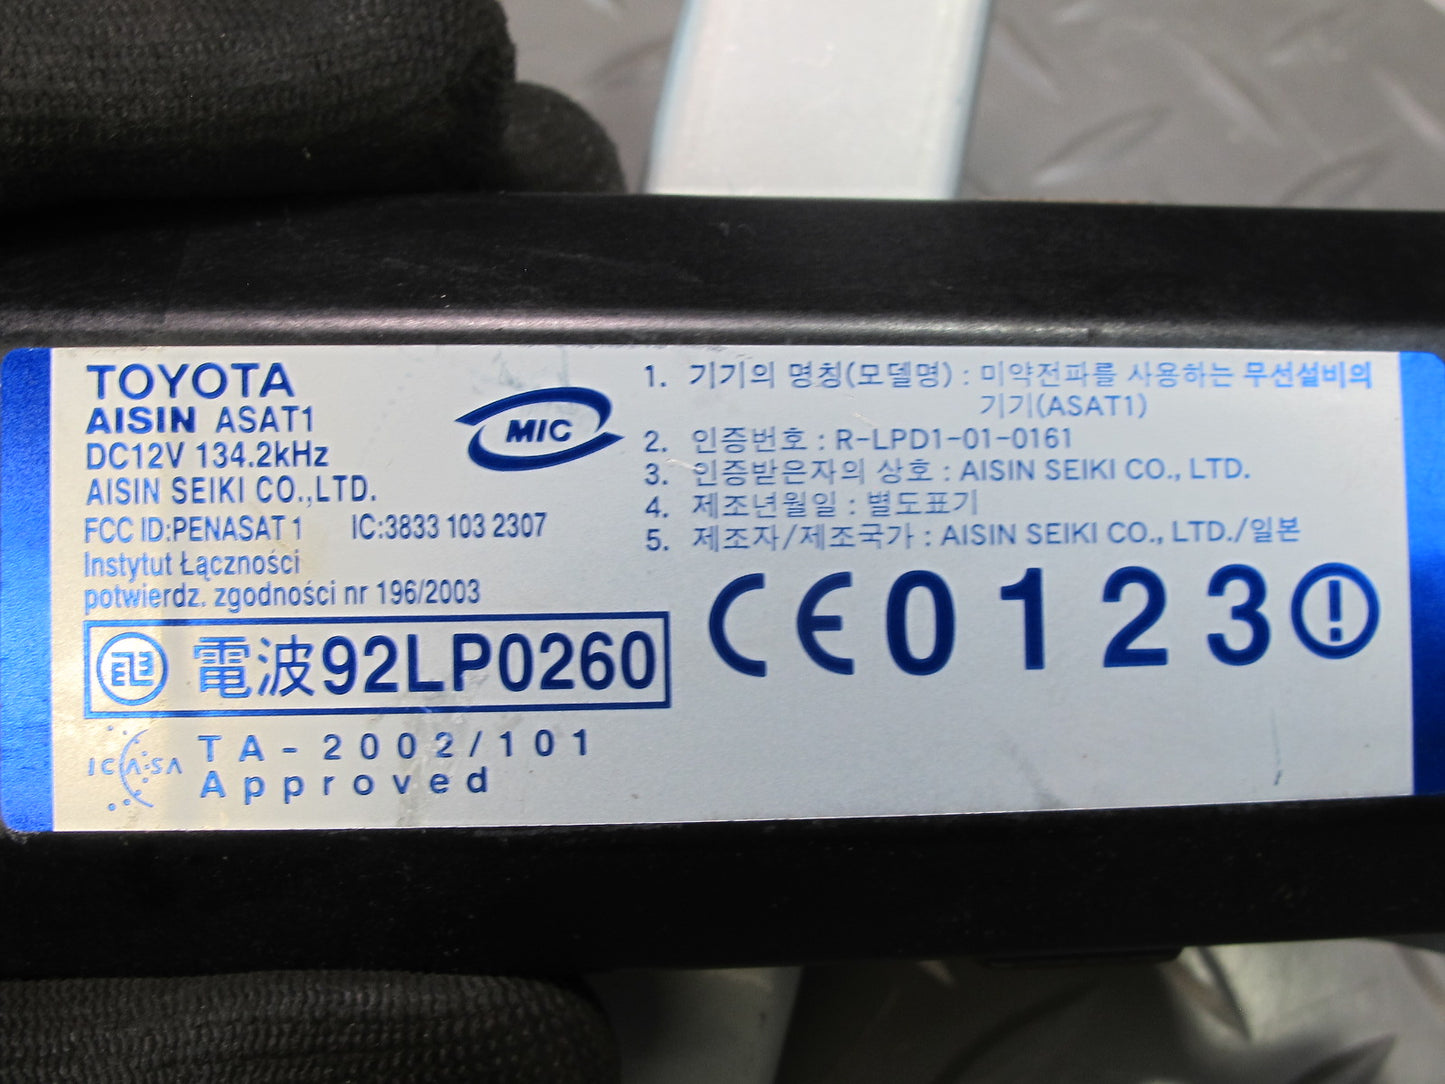 TOYOTA
AISIN ASAT1
DC12V 134.2kHz
AISIN SEIKI CO.,LTD.
FCC ID:PENASAT1 IC:3833 103 2307
Instytut Łączności
potwierdz. zgodności nr 196/2003
電波92LP0260
ICASA
TA-2002/101
Approved
MIC
1. 기기의 명칭(모델명) : 미약전파를 사용하는 무선설비의
기기(ASAT1)
2. 인증번호 : R-LPD1-01-0161
3. 인증받은자의 상호 : AISIN SEIKI CO., LTD.
4. 제조년월일 : 별도표기
5. 제조자/제조국가 : AISIN SEIKI CO., LTD./일본
CE0123!